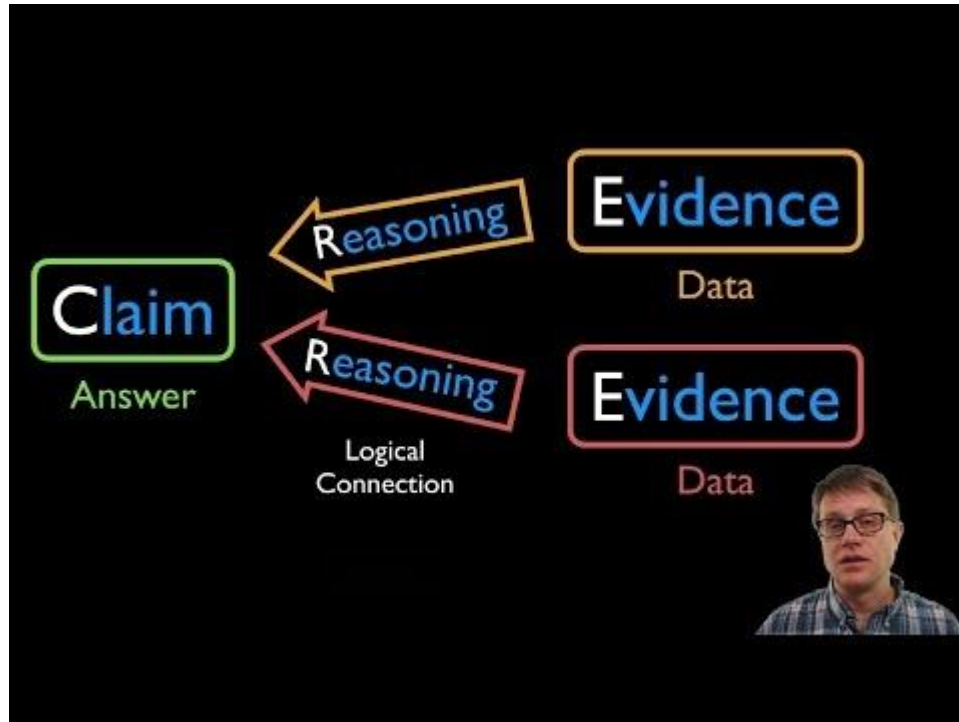 Claim
Answer
Reasoning
Reasoning
Logical
Connection
Evidence
Data
Evidence
Data